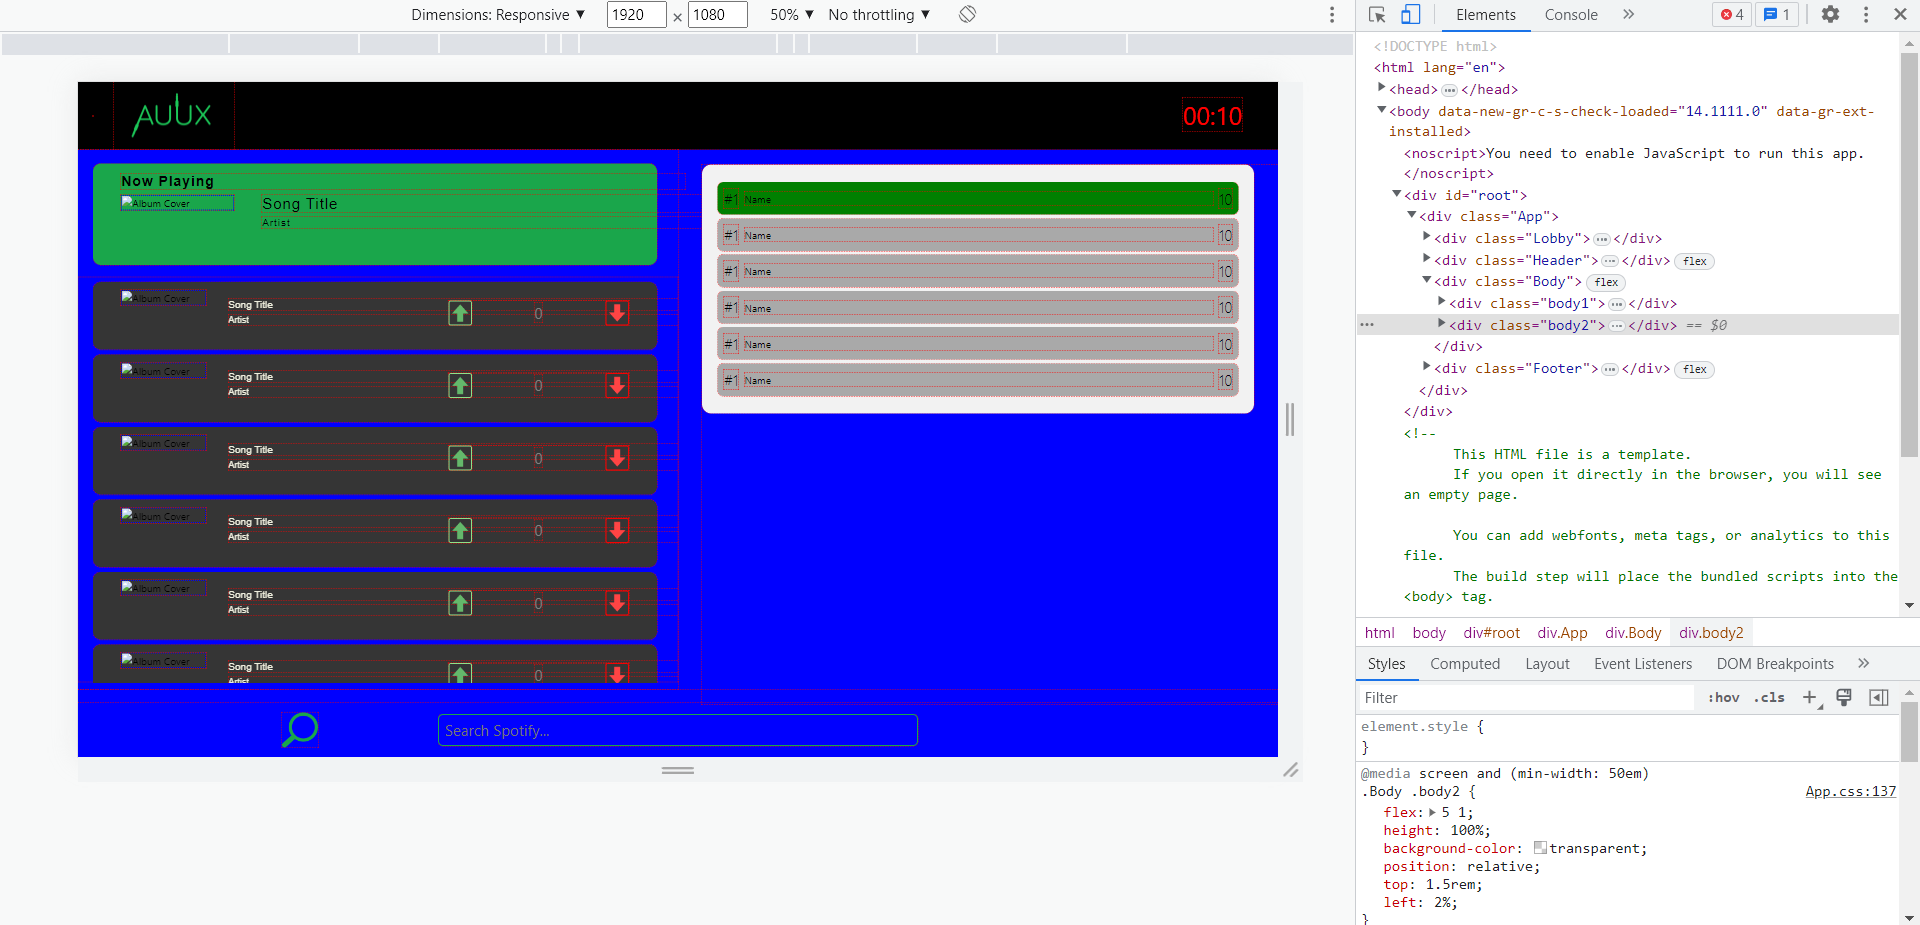 Dimensions: Responsive ▼ 1920 × 1080 50% ▼ No throttling ▼
Elements Console » 4 1
AUUX
00:10
Now Playing
Album Cover
Song Title
Artist
Album Cover
Song Title
Artist
0
Album Cover
Song Title
Artist
0
Album Cover
Song Title
Artist
0
Album Cover
Song Title
Artist
0
Album Cover
Song Title
Artist
0
Album Cover
Song Title
Artist
0
#1 Name 10
#1 Name 10
#1 Name 10
#1 Name 10
#1 Name 10
#1 Name 10
Search Spotify...
<!DOCTYPE html>
<html lang="en">
<head>…</head>
<body data-new-gr-c-s-check-loaded="14.1111.0" data-gr-ext-
installed>
<noscript>You need to enable JavaScript to run this app.
</noscript>
<div id="root">
<div class="App">
<div class="Lobby">…</div>
<div class="Header">…</div> flex
<div class="Body"> flex
<div class="body1">…</div>
<div class="body2">…</div> == $0
</div>
<div class="Footer">…</div> flex
</div>
</div>
<!--
This HTML file is a template.
If you open it directly in the browser, you will see
an empty page.
You can add webfonts, meta tags, or analytics to this
file.
The build step will place the bundled scripts into the
<body> tag.
html body div#root div.App div.Body div.body2
Styles Computed Layout Event Listeners DOM Breakpoints »
Filter :hov .cls +
element.style {
}
@media screen and (min-width: 50em)
.Body .body2 { App.css:137
flex: 5 1;
height: 100%;
background-color: transparent;
position: relative;
top: 1.5rem;
left: 2%;
}